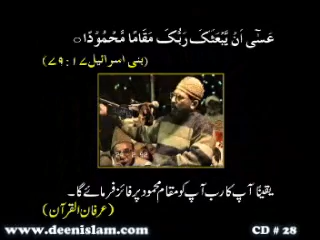 عَسٰٓى اَنْ يَّبْعَثَكَ رَبُّكَ مَقَامًا مَّحْمُوْدًا○
(بنی اسرائیل ۱۷ : ۷۹)
یقیناً آپ کا رب آپ کو مقامِ محمود پر فائز فرمائے گا۔
(عرفان القرآن)
www.deenislam.com
CD # 28